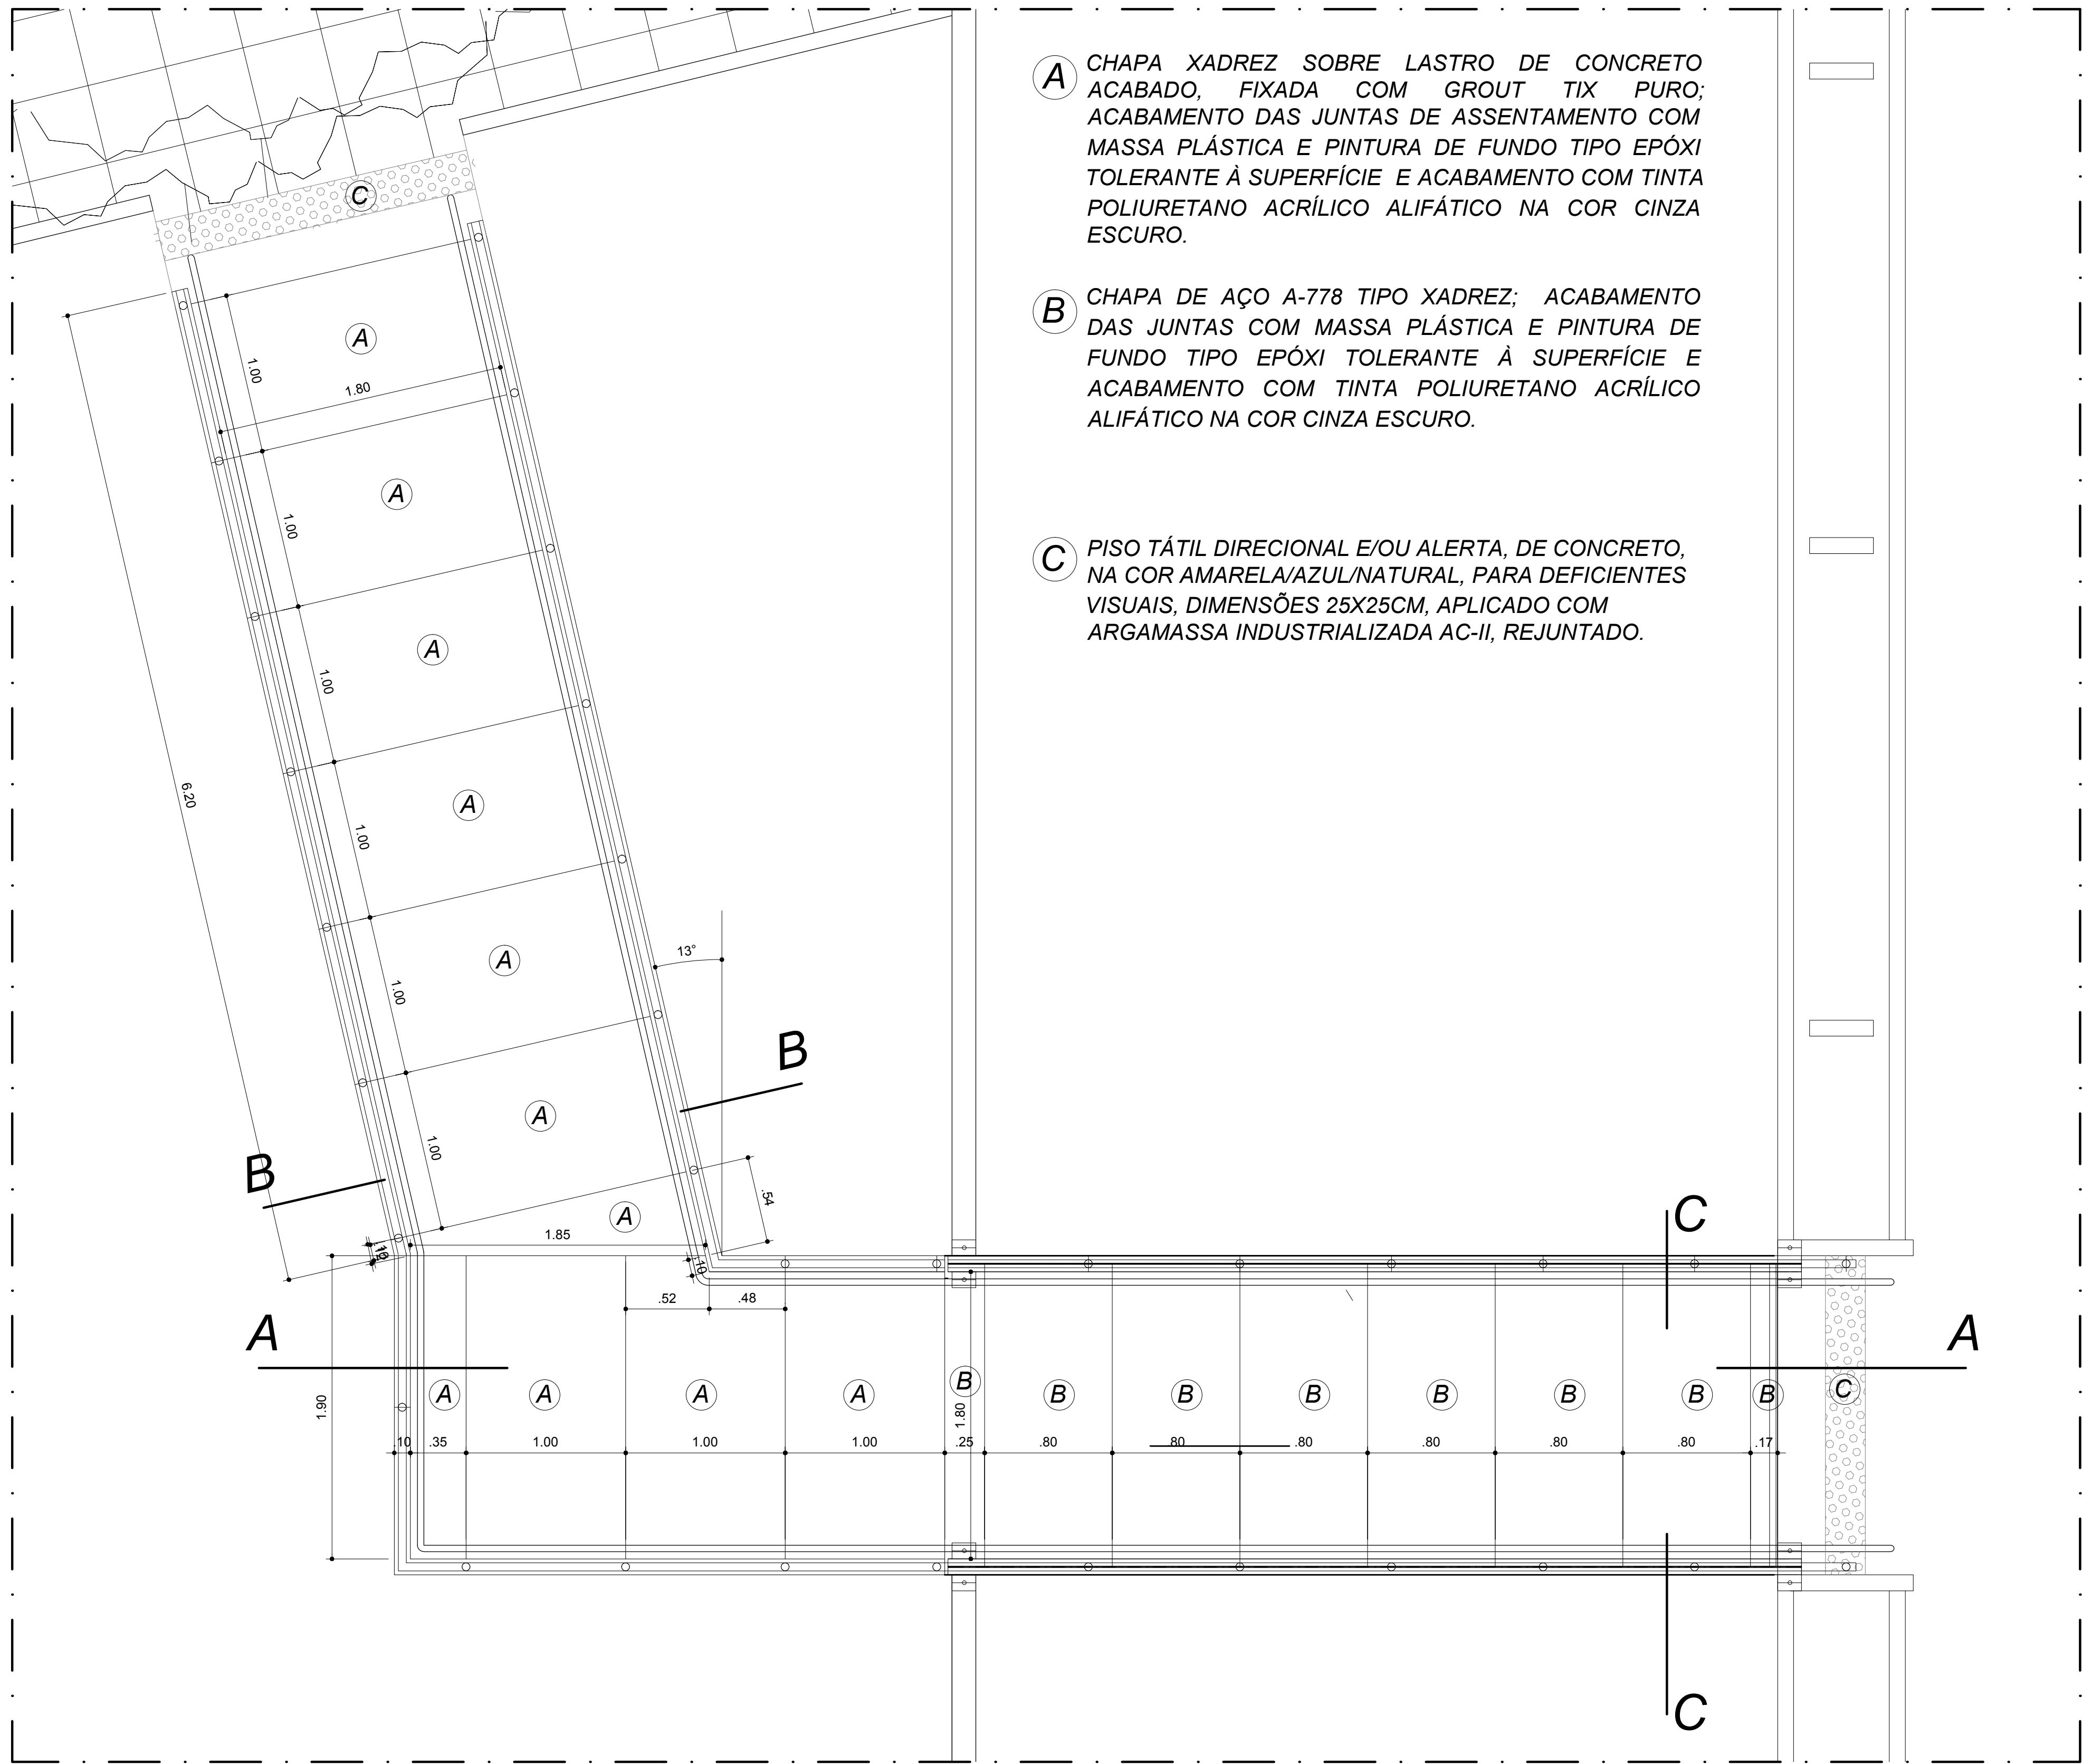 A
CHAPA XADREZ SOBRE LASTRO DE CONCRETO
ACABADO, FIXADA COM GROUT TIX PURO;
ACABAMENTO DAS JUNTAS DE ASSENTAMENTO COM
MASSA PLÁSTICA E PINTURA DE FUNDO TIPO EPÓXI
TOLERANTE À SUPERFÍCIE E ACABAMENTO COM TINTA
POLIURETANO ACRÍLICO ALIFÁTICO NA COR CINZA
ESCURO.
B
CHAPA DE AÇO A-778 TIPO XADREZ; ACABAMENTO
DAS JUNTAS COM MASSA PLÁSTICA E PINTURA DE
FUNDO TIPO EPÓXI TOLERANTE À SUPERFÍCIE E
ACABAMENTO COM TINTA POLIURETANO ACRÍLICO
ALIFÁTICO NA COR CINZA ESCURO.
C
PISO TÁTIL DIRECIONAL E/OU ALERTA, DE CONCRETO,
NA COR AMARELA/AZUL/NATURAL, PARA DEFICIENTES
VISUAIS, DIMENSÕES 25X25CM, APLICADO COM
ARGAMASSA INDUSTRIALIZADA AC-II, REJUNTADO.
C
A
1.00
1.80
A
1.00
A
1.00
6.20
A
1.00
A
13°
1.00
B
A
1.00
B
.54
C
A
1.85
.10
.52 .48
A
A
A A A A B B B B B B B B C
1.90
1.80
.10 .35 1.00 1.00 1.00 .25 .80 .80 .80 .80 .80 .80 .17
C